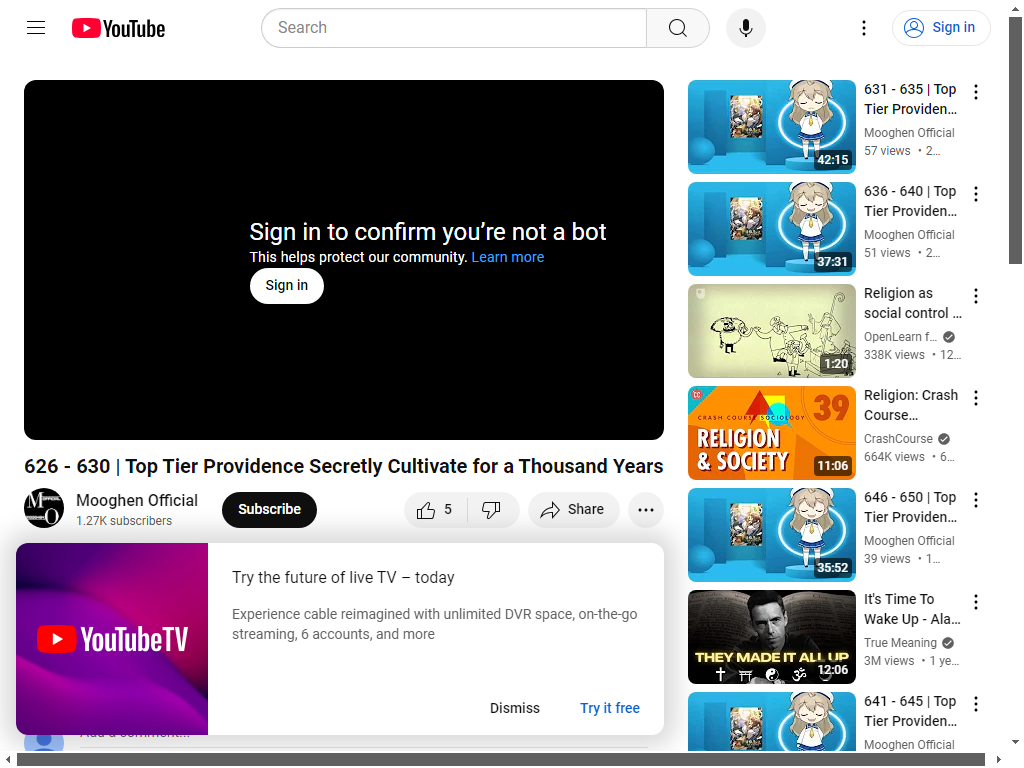 YouTube
Search
Sign in
Sign in to confirm you’re not a bot
This helps protect our community. Learn more
Sign in
626 - 630 | Top Tier Providence Secretly Cultivate for a Thousand Years
Mooghen Official
1.27K subscribers
Subscribe
5
Share
YouTubeTV
Try the future of live TV – today
Experience cable reimagined with unlimited DVR space, on-the-go
streaming, 6 accounts, and more
Dismiss
Try it free
Add a comment...
42:15
631 - 635 | Top
Tier Providen…
Mooghen Official
57 views • 2…
37:31
636 - 640 | Top
Tier Providen…
Mooghen Official
51 views • 2…
1:20
Religion as
social control …
OpenLearn f…
338K views • 12…
CC
CRASH COURSE SOCIOLOGY
39
RELIGION
& SOCIETY
11:06
Religion: Crash
Course…
CrashCourse
664K views • 6…
35:52
646 - 650 | Top
Tier Providen…
Mooghen Official
39 views • 1…
THEY MADE IT ALL UP
12:06
It's Time To
Wake Up - Ala…
True Meaning
3M views • 1 ye…
641 - 645 | Top
Tier Providen…
Mooghen Official